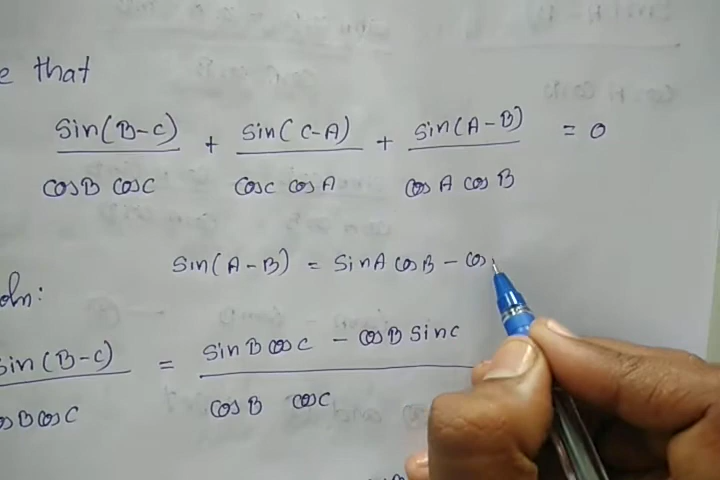 e that
sin(B-C) + sin(C-A) + sin(A-B) = 0
cosB cosC cosC cosA cosA cosB
sin(A-B) = sinA cosB - cos
oln:
sin(B-C) = sinB cosC - cosB sinC
osBcosC cosB cosC